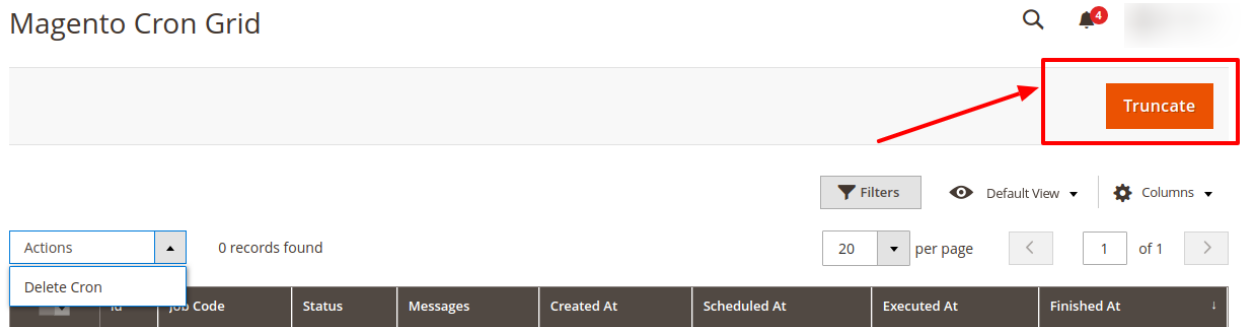 Magento Cron Grid
4
Truncate
Filters
Default View
Columns
Actions
0 records found
20
per page
1
of 1
Delete Cron
Id
Job Code
Status
Messages
Created At
Scheduled At
Executed At
Finished At